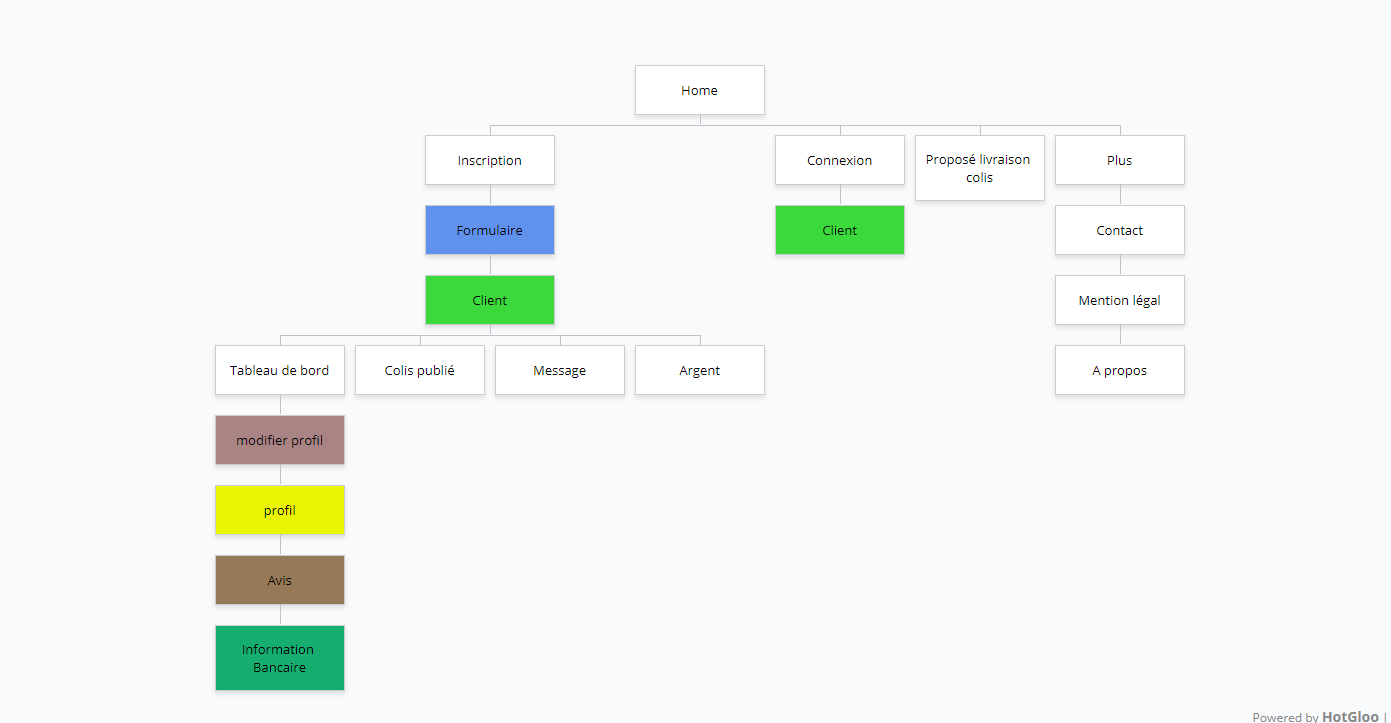 Home
Inscription
Connexion
Proposé livraison
colis
Plus
Formulaire
Client
Contact
Client
Mention légal
Tableau de bord
Colis publié
Message
Argent
A propos
modifier profil
profil
Avis
Information
Bancaire
Powered by HotGloo |